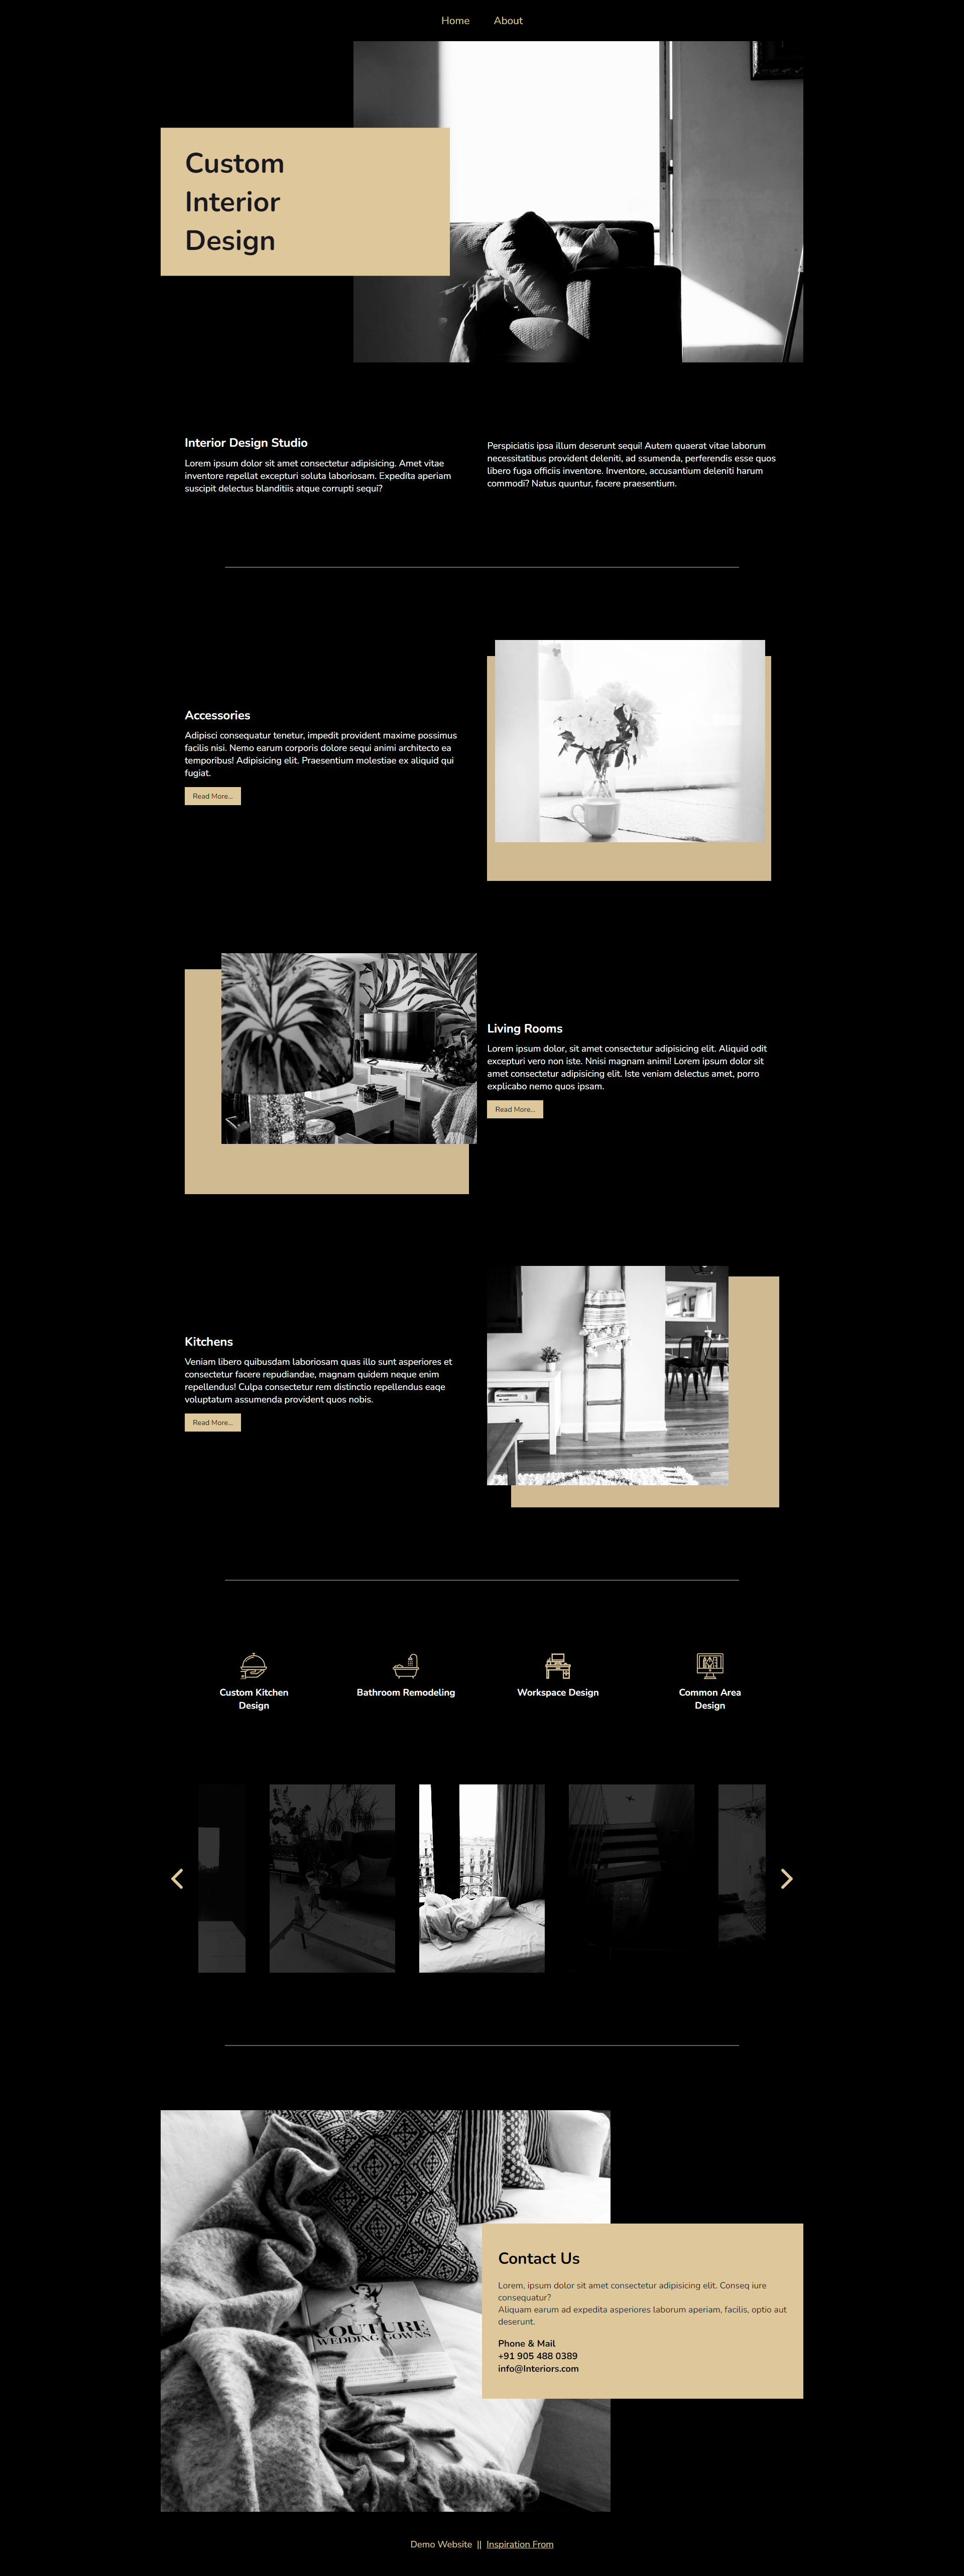 Home About
Custom
Interior
Design
Interior Design Studio
Lorem ipsum dolor sit amet consectetur adipisicing. Amet vitae
inventore repellat excepturi soluta laboriosam. Expedita aperiam
suscipit delectus blanditiis atque corrupti sequi?
Perspiciatis ipsa illum deserunt sequi! Autem quaerat vitae laborum
necessitatibus provident deleniti, ad ssumenda, perferendis esse quos
libero fuga officiis inventore. Inventore, accusantium deleniti harum
commodi? Natus quuntur, facere praesentium.
Accessories
Adipisci consequatur tenetur, impedit provident maxime possimus
facilis nisi. Nemo earum corporis dolore sequi animi architecto ea
temporibus! Adipisicing elit. Praesentium molestiae ex aliquid qui
fugiat.
Read More...
Living Rooms
Lorem ipsum dolor, sit amet consectetur adipisicing elit. Aliquid odit
excepturi vero non iste. Nnisi magnam animi! Lorem ipsum dolor sit
amet consectetur adipisicing elit. Iste veniam delectus amet, porro
explicabo nemo quos ipsam.
Read More...
Kitchens
Veniam libero quibusdam laboriosam quas illo sunt asperiores et
consectetur facere repudiandae, magnam quidem neque enim
repellendus! Culpa consectetur rem distinctio repellendus eaqe
voluptatum assumenda provident quos nobis.
Read More...
Custom Kitchen
Design
Bathroom Remodeling
Workspace Design
Common Area
Design
COUTURE
WEDDING GOWNS
Contact Us
Lorem, ipsum dolor sit amet consectetur adipisicing elit. Conseq iure
consequatur?
Aliquam earum ad expedita asperiores laborum aperiam, facilis, optio aut
deserunt.
Phone & Mail
+91 905 488 0389
info@Interiors.com
Demo Website || Inspiration From